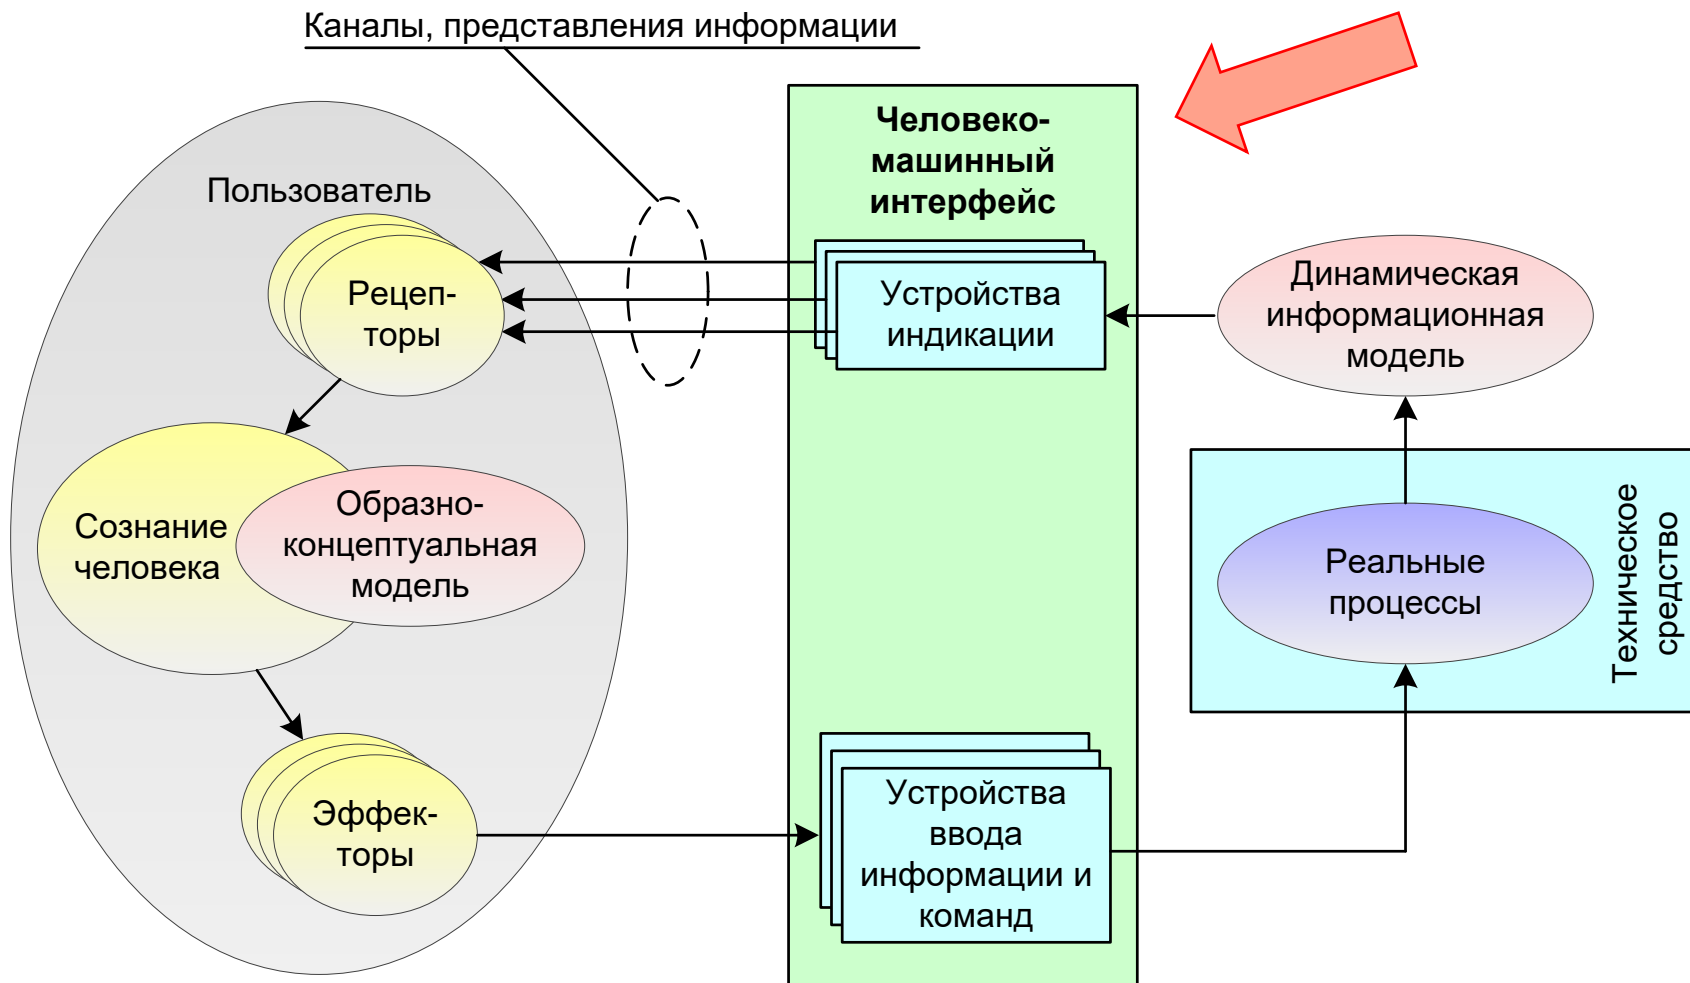 Каналы, представления информации
Человеко-
машинный
интерфейс
Пользователь
Рецеп-
торы
Устройства
индикации
Динамическая
информационная
модель
Сознание
человека
Образно-
концептуальная
модель
Реальные
процессы
Техническое
средство
Эффек-
торы
Устройства
ввода
информации и
команд